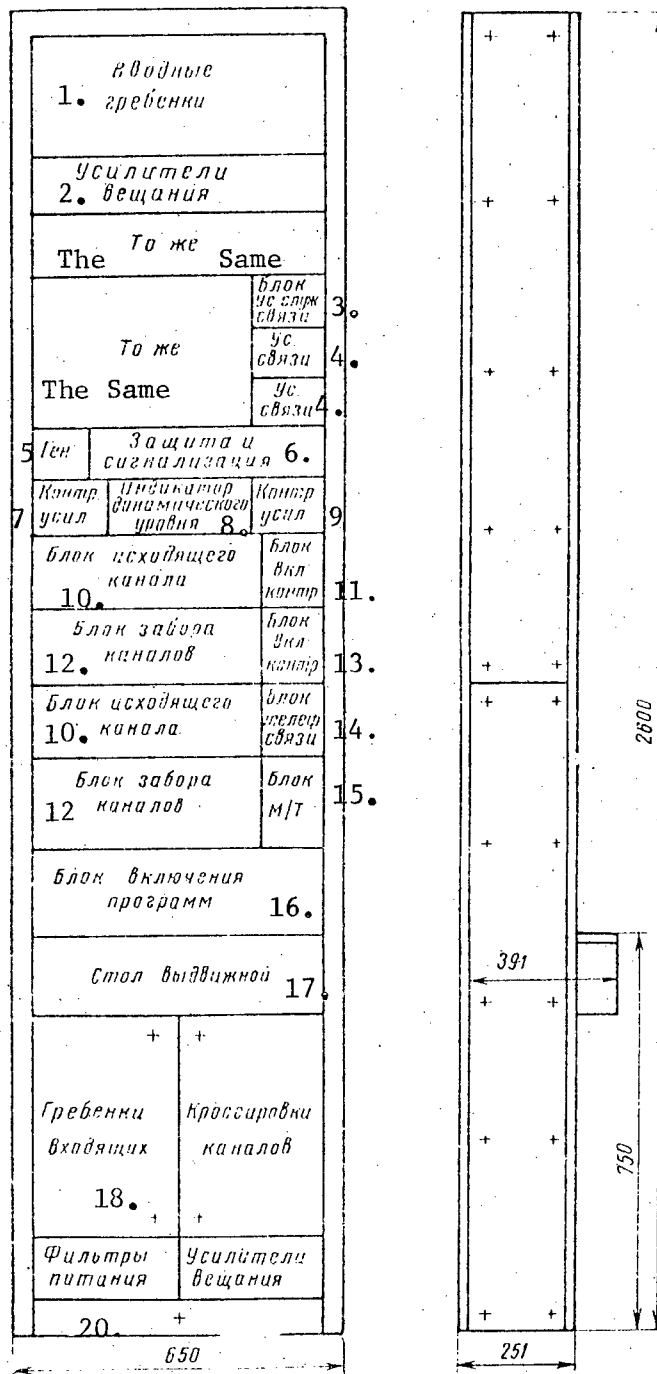 Вводные
1. гребенки
Усилители
2. вещания
То же
The Same
Блок
ус служ
связи 3.
То же
The Same
Ус.
связи 4.
Ус.
связи 4.
5 Ген
Защита и
сигнализация 6.
Контр
7 усил
Индикатор
динамического
уровня 8.
Контр
усил 9
Блок исходящего
канала
10.
Блок
вкл
контр 11.
Блок забора
12. каналов
Блок
вкл
контр 13.
Блок исходящего
10. канала
Блок
телеф
связи 14.
Блок забора
12 каналов
Блок
М/Т 15.
Блок включения
программ 16.
Стол выдвижной 17.
Гребенки
входящих
18.
Кроссировки
каналов
Фильтры
питания
Усилители
вещания
20.
650
391
2600
750
251